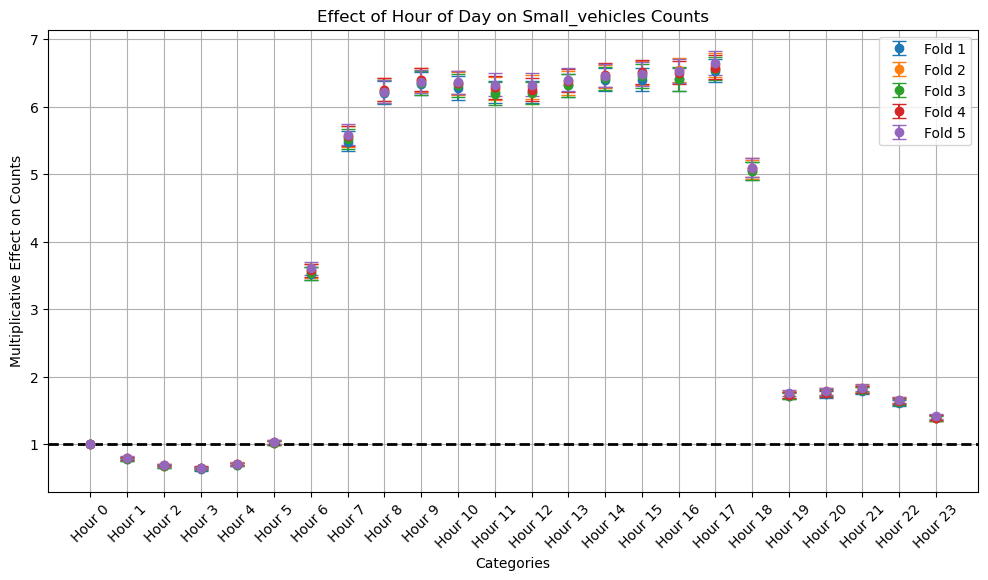 Effect of Hour of Day on Small_vehicles Counts
Multiplicative Effect on Counts
7
6
5
4
3
2
1
Fold 1
Fold 2
Fold 3
Fold 4
Fold 5
Hour 0
Hour 1
Hour 2
Hour 3
Hour 4
Hour 5
Hour 6
Hour 7
Hour 8
Hour 9
Hour 10
Hour 11
Hour 12
Hour 13
Hour 14
Hour 15
Hour 16
Hour 17
Hour 18
Hour 19
Hour 20
Hour 21
Hour 22
Hour 23
Categories